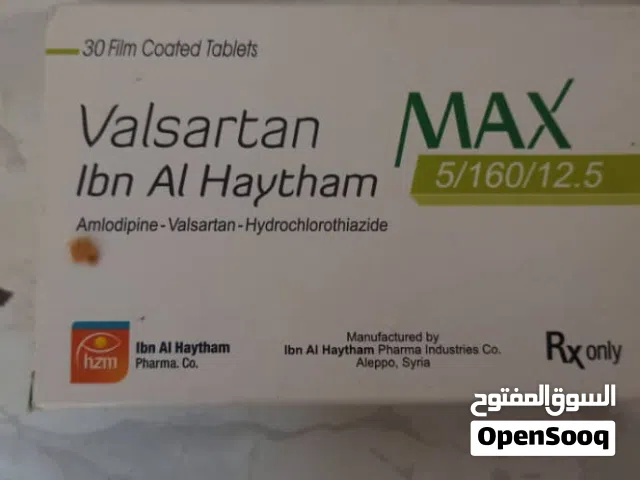 30 Film Coated Tablets
Valsartan MAX
Ibn Al Haytham 5/160/12.5
Amlodipine - Valsartan - Hydrochlorothiazide
hzm
Ibn Al Haytham
Pharma. Co.
Manufactured by
Ibn Al Haytham Pharma Industries Co.
Aleppo, Syria
Rx only
السوق المفتوح
OpenSooq